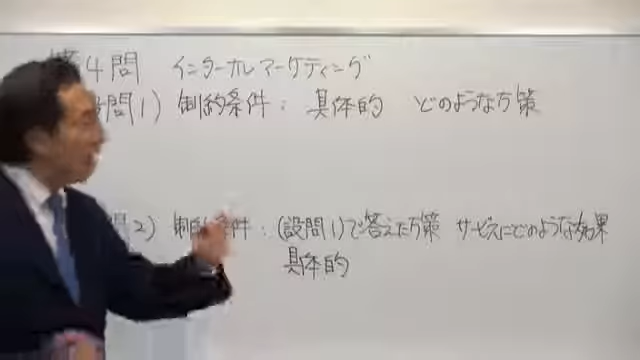 第4問 インターナルマーケティング
設問1) 制約条件: 具体的 どのような方策
問2) 制約条件: (設問1)で答えた方策 サービスにどのような効果
具体的